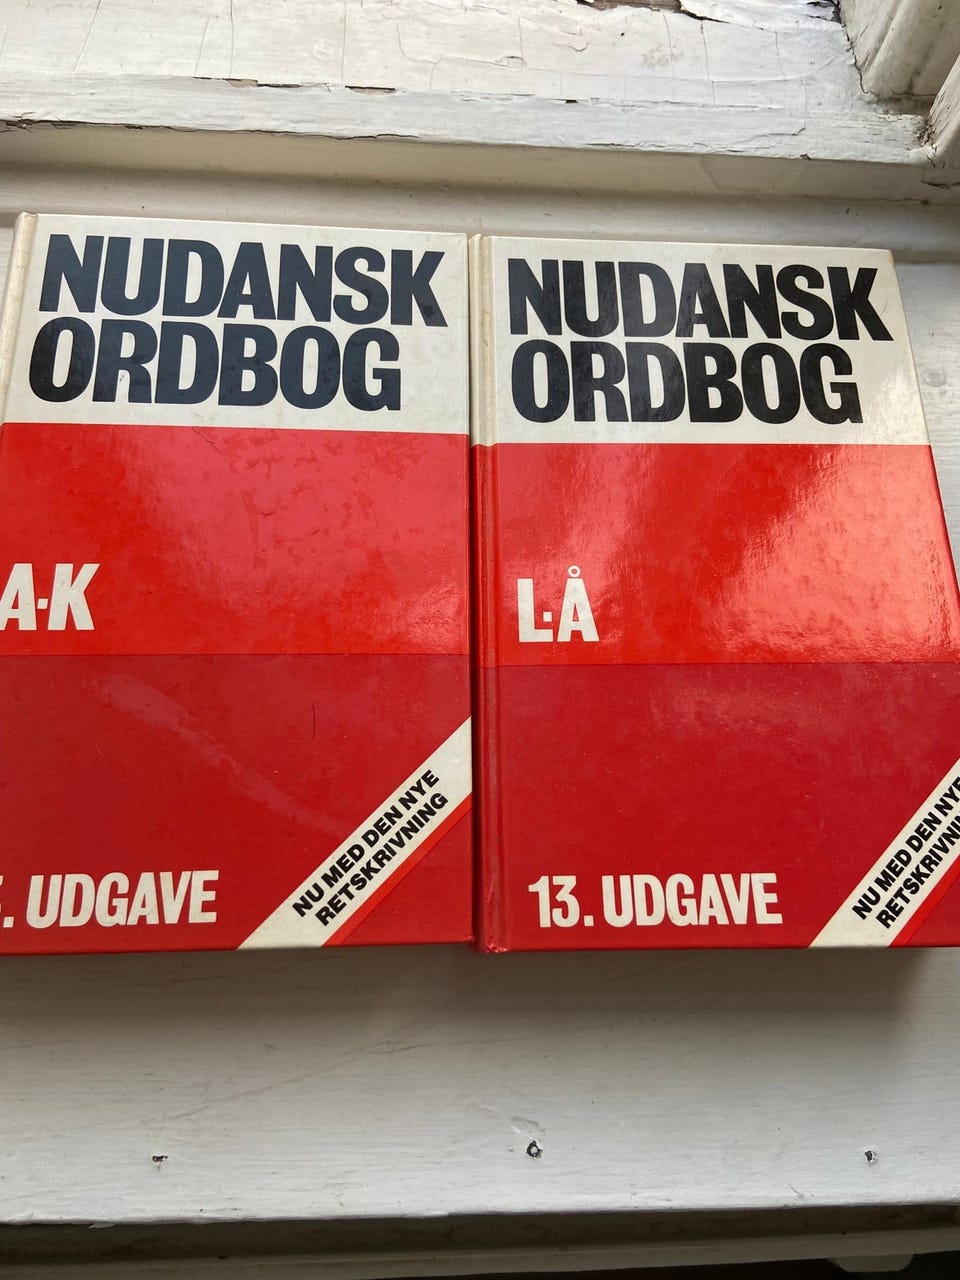 NUDANSK
ORDBOG
A-K
. UDGAVE
NU MED DEN NYE
RETSKRIVNING
NUDANSK
ORDBOG
L-Å
13. UDGAVE
NU MED DEN NYE
RETSKRIVNING